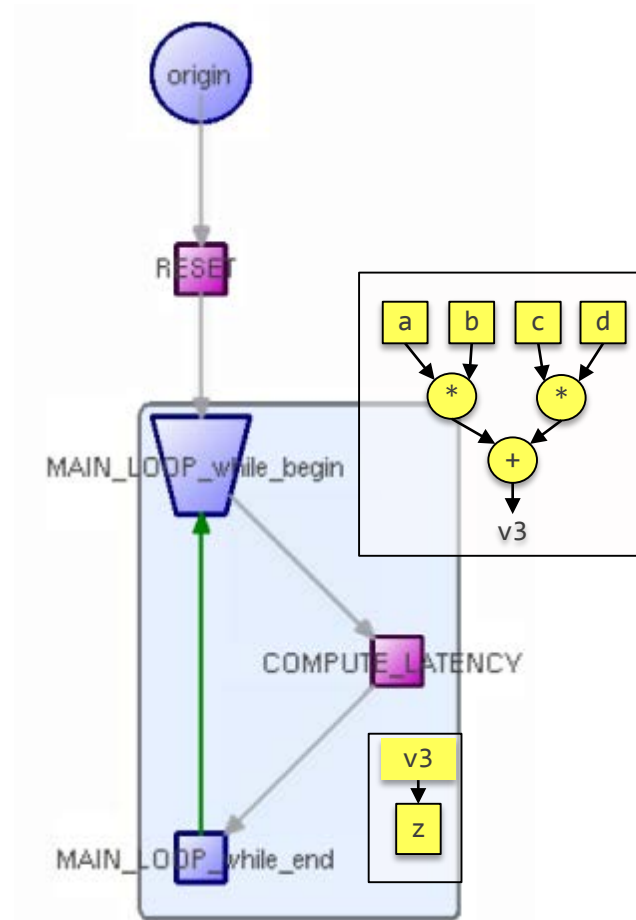 origin
RESET
a b c d
* *
+
v3
MAIN_LOOP_while_begin
COMPUTE_LATENCY
v3
z
MAIN_LOOP_while_end